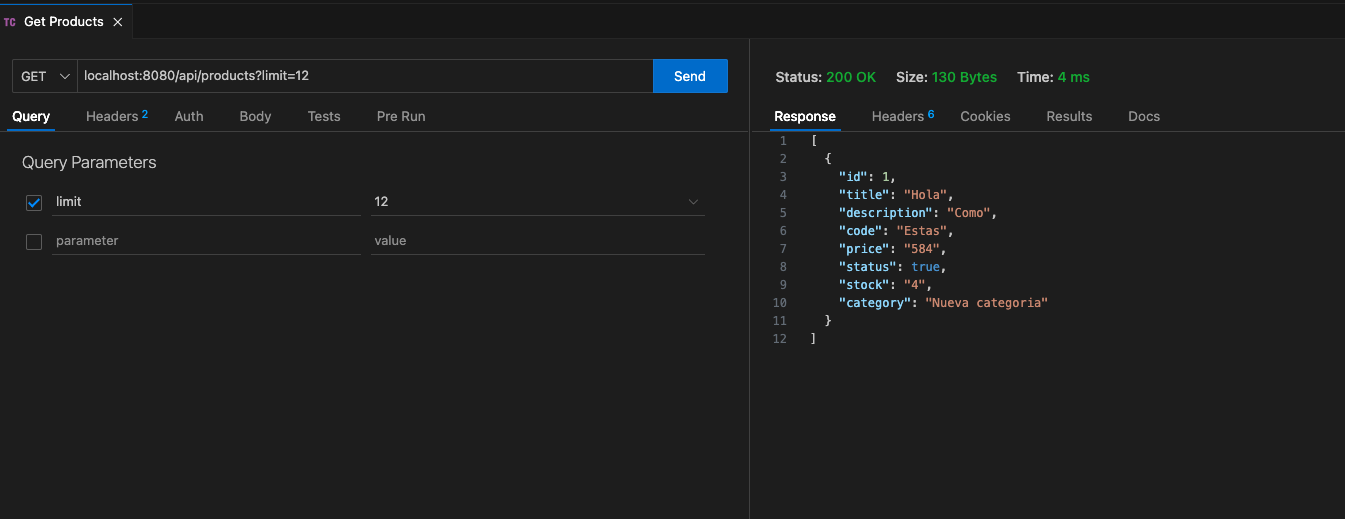 TC Get Products
GET localhost:8080/api/products?limit=12 Send
Query Headers 2 Auth Body Tests Pre Run
Query Parameters
limit 12
parameter value
Status: 200 OK Size: 130 Bytes Time: 4 ms
Response Headers 6 Cookies Results Docs
1 [
2 {
3 "id": 1,
4 "title": "Hola",
5 "description": "Como",
6 "code": "Estas",
7 "price": "584",
8 "status": true,
9 "stock": "4",
10 "category": "Nueva categoria"
11 }
12 ]